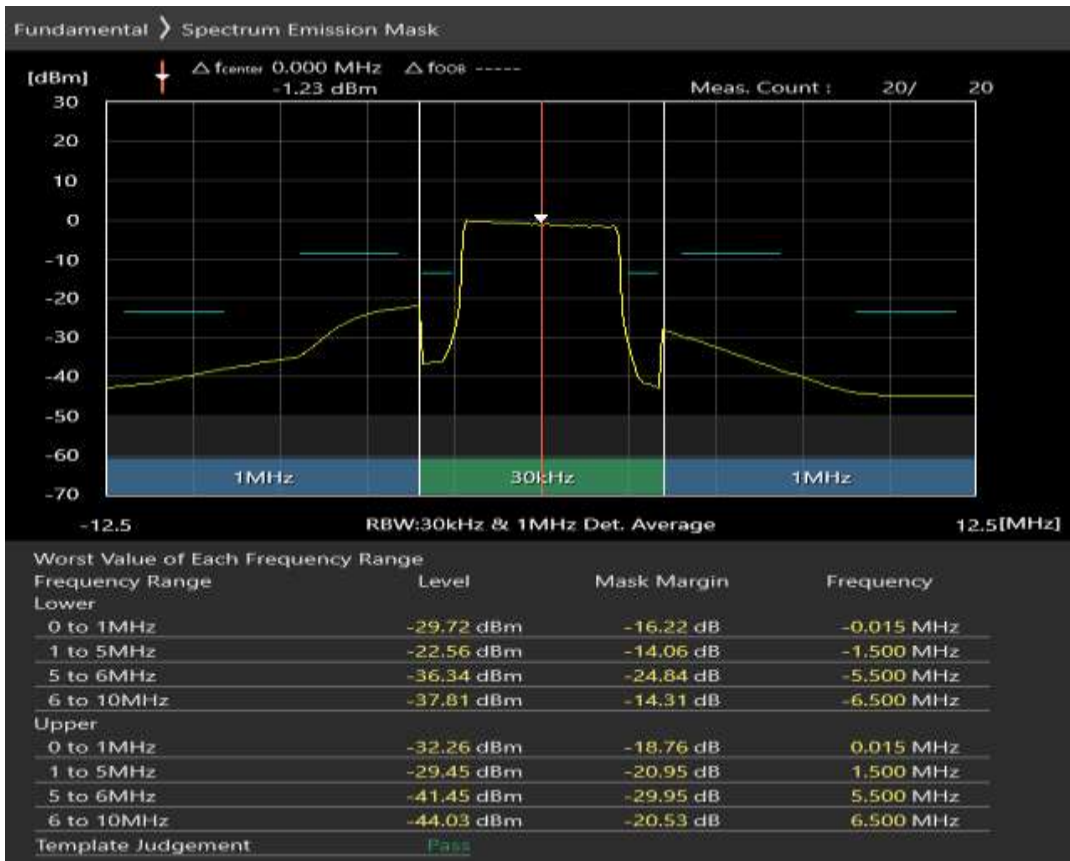 Fundamental 〉 Spectrum Emission Mask
[dBm] △ fcenter 0.000 MHz △ fOOB -----
-1.23 dBm Meas. Count : 20/ 20
30
20
10
0
-10
-20
-30
-40
-50
-60
-70
1MHz 30kHz 1MHz
-12.5 RBW:30kHz & 1MHz Det. Average 12.5[MHz]
Worst Value of Each Frequency Range
Frequency Range Level Mask Margin Frequency
Lower
0 to 1MHz -29.72 dBm -16.22 dB -0.015 MHz
1 to 5MHz -22.56 dBm -14.06 dB -1.500 MHz
5 to 6MHz -36.34 dBm -24.84 dB -5.500 MHz
6 to 10MHz -37.81 dBm -14.31 dB -6.500 MHz
Upper
0 to 1MHz -32.26 dBm -18.76 dB 0.015 MHz
1 to 5MHz -29.45 dBm -20.95 dB 1.500 MHz
5 to 6MHz -41.45 dBm -29.95 dB 5.500 MHz
6 to 10MHz -44.03 dBm -20.53 dB 6.500 MHz
Template Judgement Pass